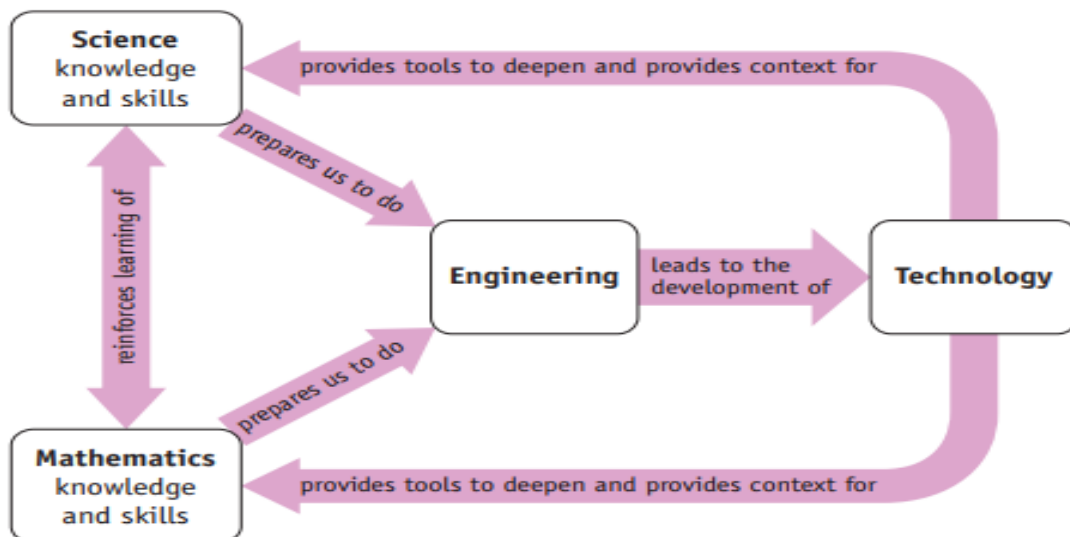 Science
knowledge
and skills
provides tools to deepen and provides context for
prepares us to do
reinforces learning of
Engineering
leads to the
development of
Technology
prepares us to do
Mathematics
knowledge
and skills
provides tools to deepen and provides context for